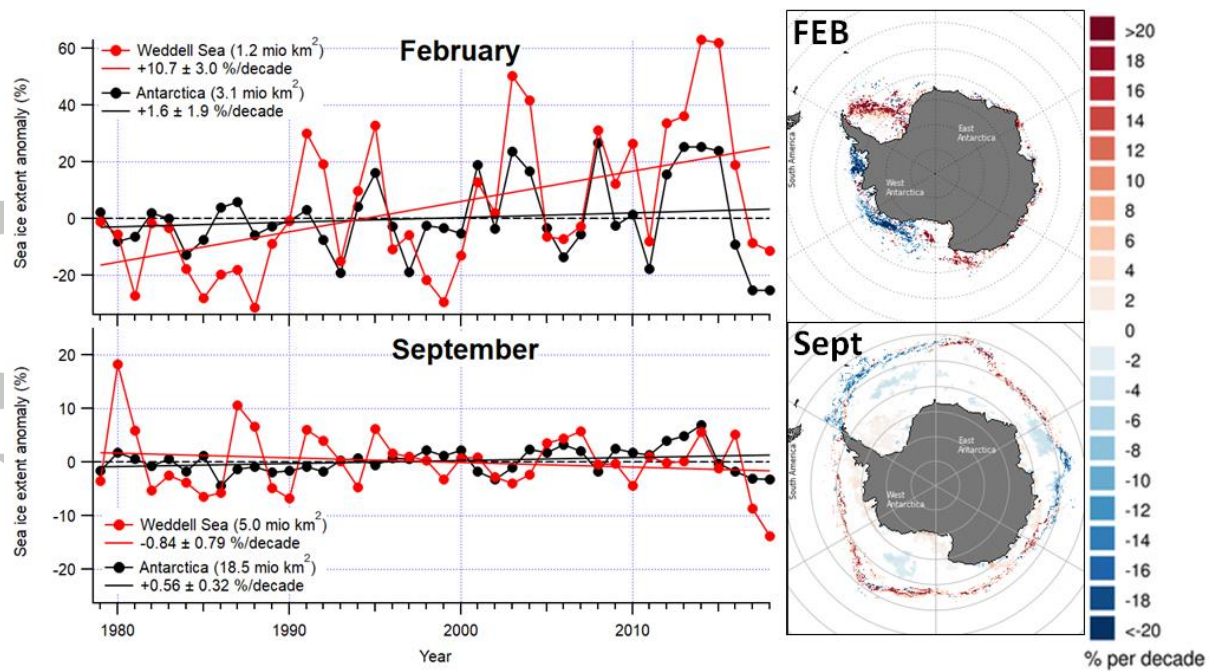 February
Sea ice extent anomaly (%)
60
40
20
0
-20
Weddell Sea (1.2 mio km²)
+10.7 ± 3.0 %/decade
Antarctica (3.1 mio km²)
+1.6 ± 1.9 %/decade
September
Sea ice extent anomaly (%)
20
10
0
-10
-20
Weddell Sea (5.0 mio km²)
-0.84 ± 0.79 %/decade
Antarctica (18.5 mio km²)
+0.56 ± 0.32 %/decade
1980
1990
2000
2010
Year
FEB
South America
East
Antarctica
West
Antarctica
Sept
South America
East
Antarctica
West
Antarctica
>20
18
16
14
12
10
8
6
4
2
0
-2
-4
-6
-8
-10
-12
-14
-16
-18
<-20
% per decade